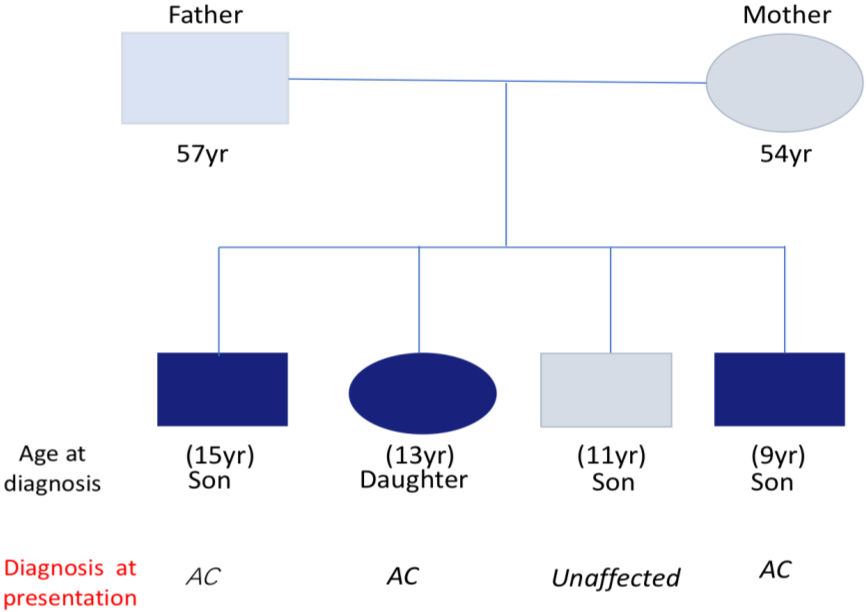 Father
Mother
57yr
54yr
Age at
diagnosis
(15yr)
Son
(13yr)
Daughter
(11yr)
Son
(9yr)
Son
Diagnosis at
presentation
AC
AC
Unaffected
AC